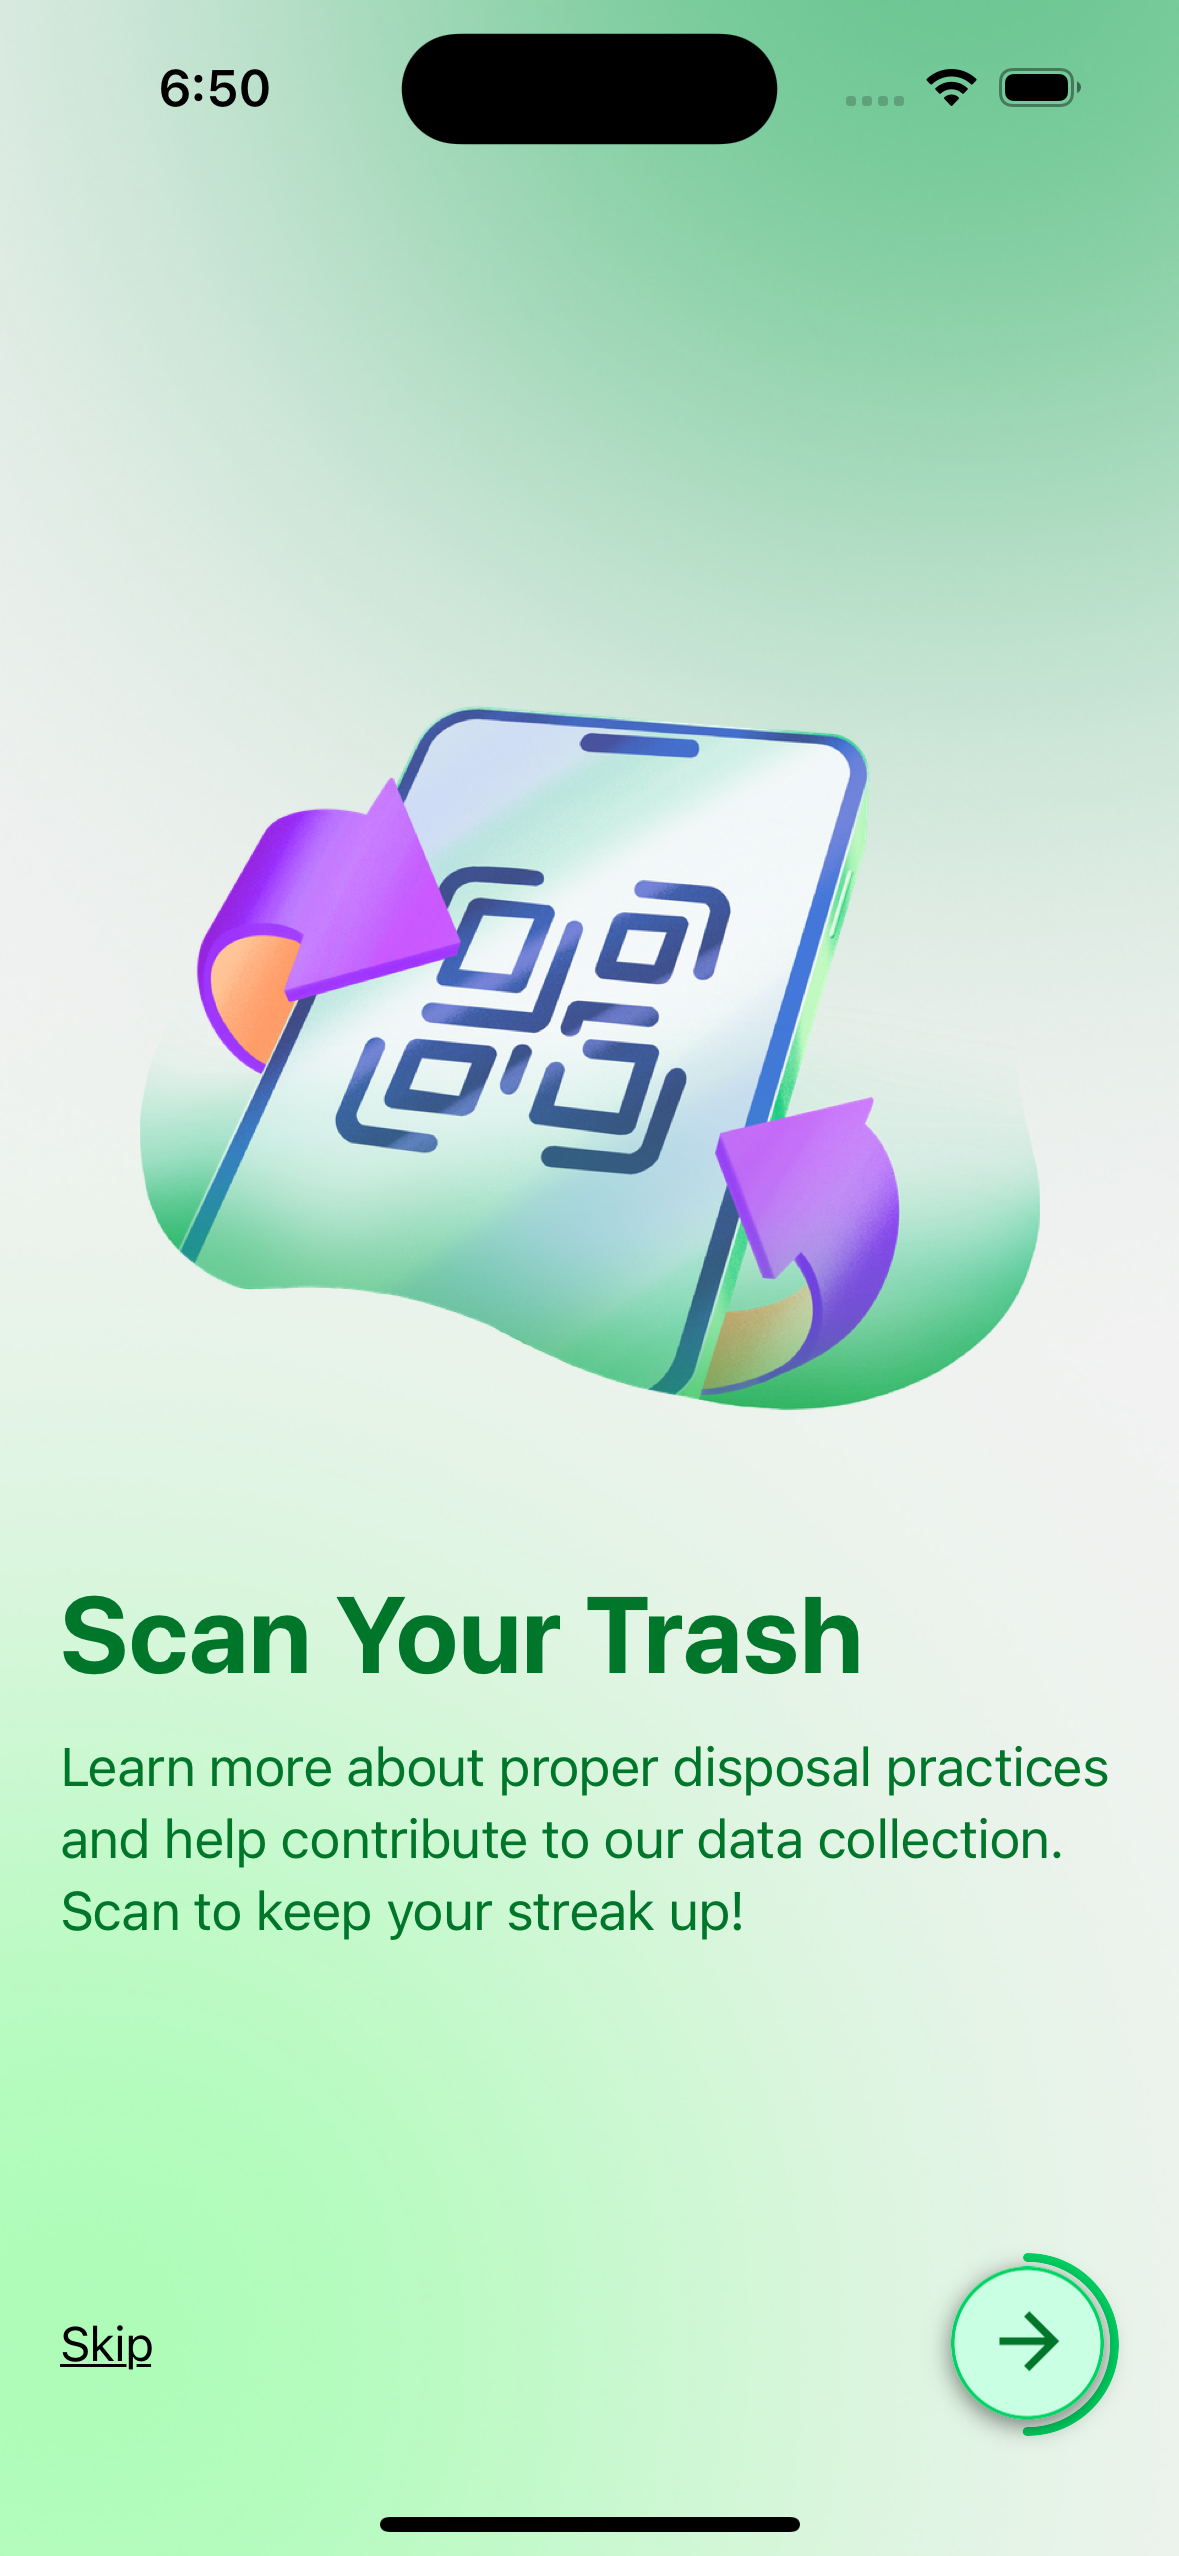 6:50
Scan Your Trash
Learn more about proper disposal practices
and help contribute to our data collection.
Scan to keep your streak up!
Skip